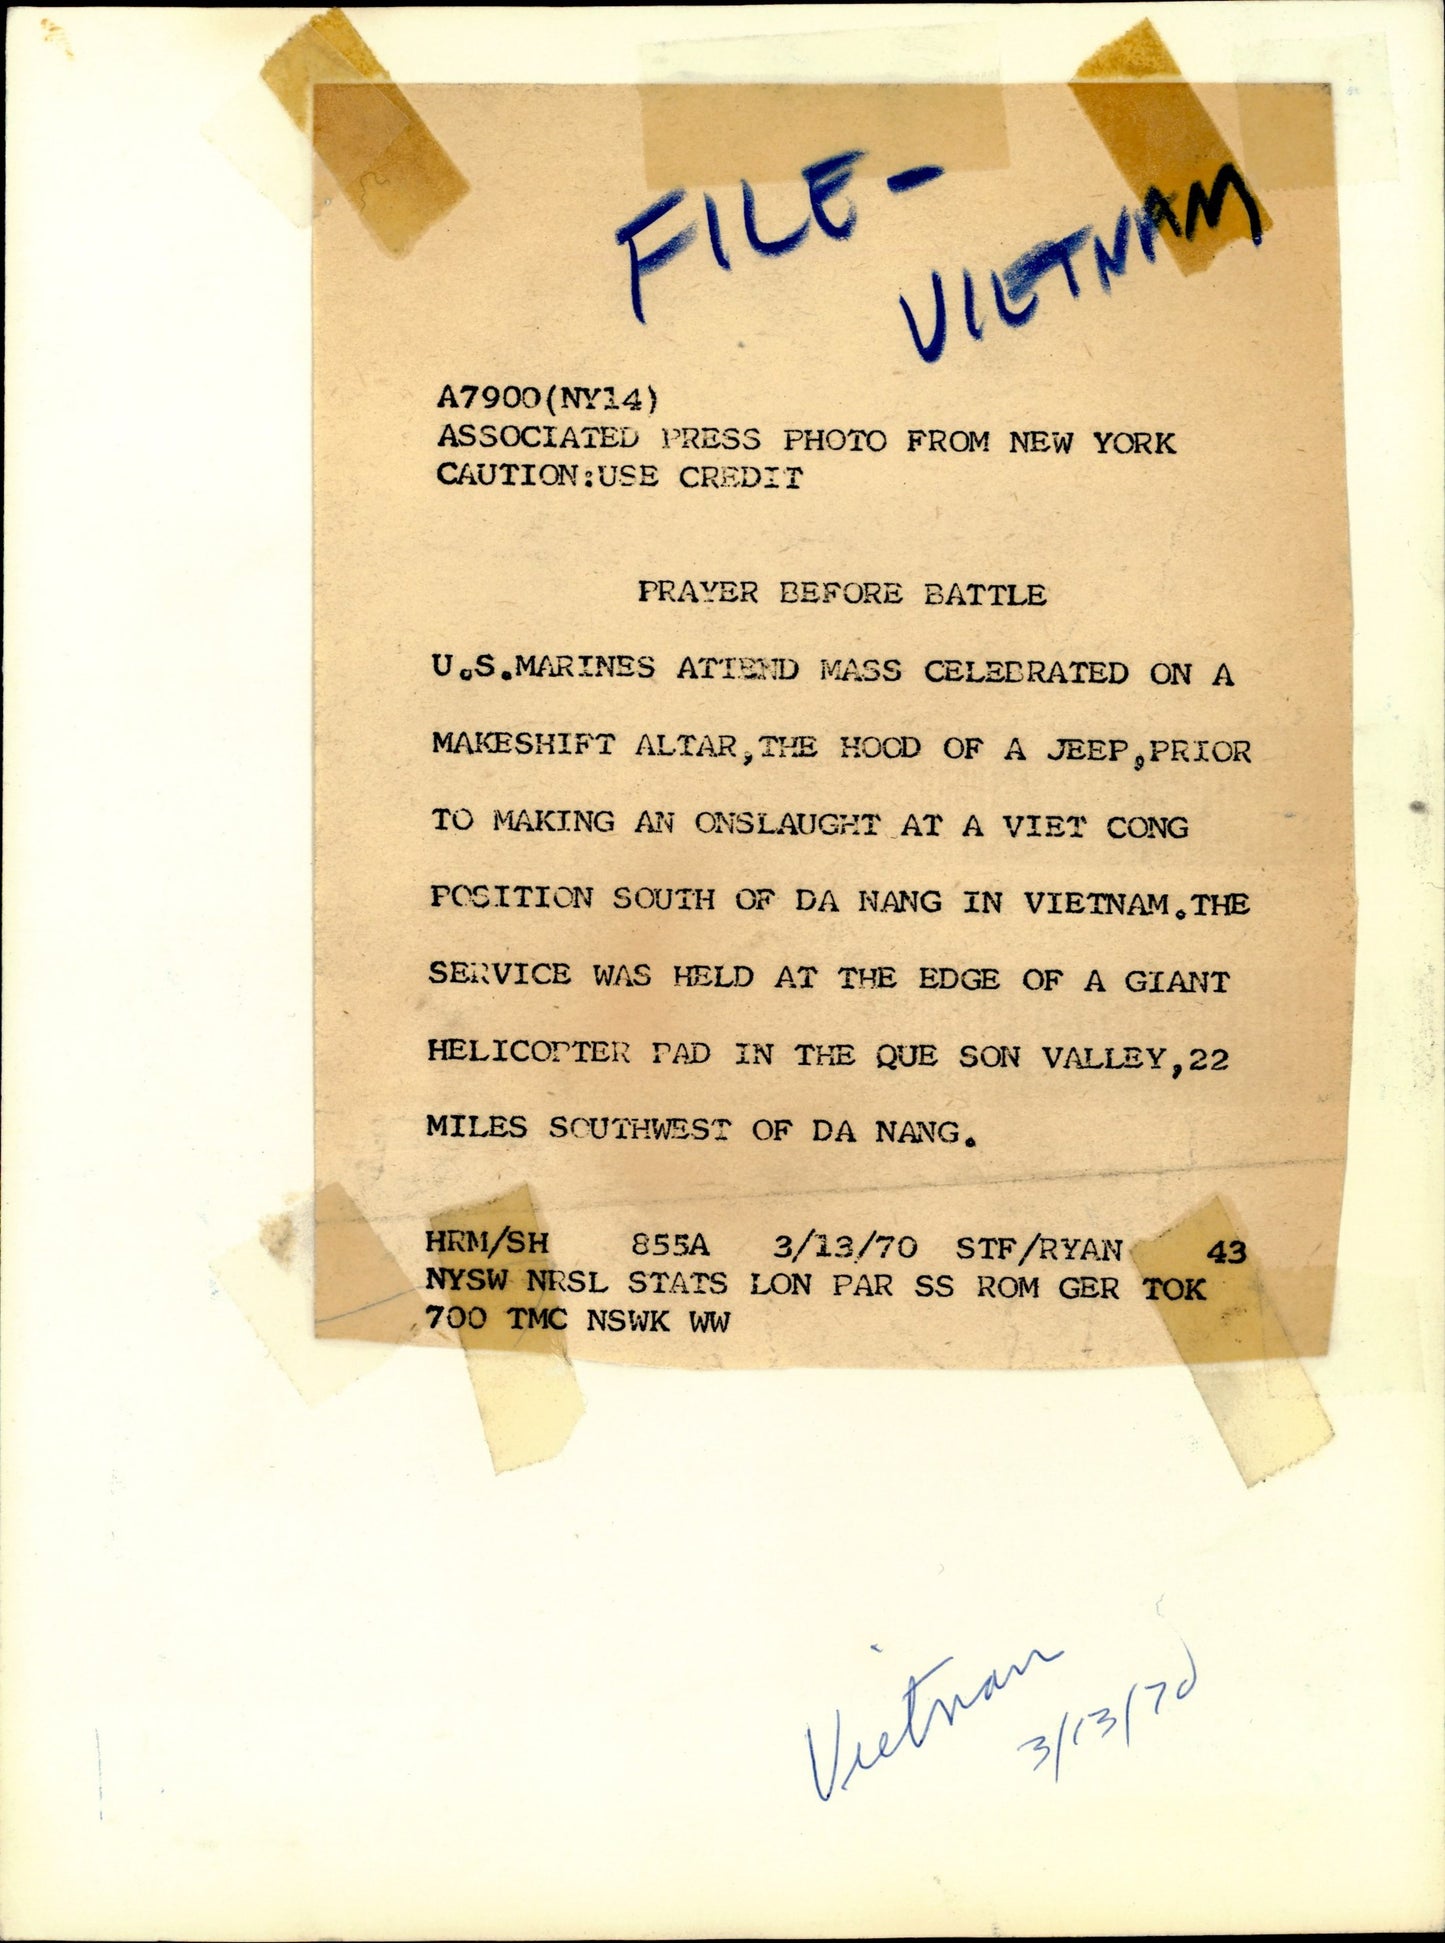 FILE-
VIETNAM
A7900(NY14)
ASSOCIATED PRESS PHOTO FROM NEW YORK
CAUTION:USE CREDIT
PRAYER BEFORE BATTLE
U.S.MARINES ATTEND MASS CELEBRATED ON A
MAKESHIFT ALTAR,THE HOOD OF A JEEP,PRIOR
TO MAKING AN ONSLAUGHT AT A VIET CONG
POSITION SOUTH OF DA NANG IN VIETNAM.THE
SERVICE WAS HELD AT THE EDGE OF A GIANT
HELICOPTER PAD IN THE QUE SON VALLEY,22
MILES SOUTHWEST OF DA NANG.
HRM/SH 855A 3/13/70 STF/RYAN 43
NYSW NRSL STATS LON PAR SS ROM GER TOK
700 TMC NSWK WW
Vietnam
3/13/70